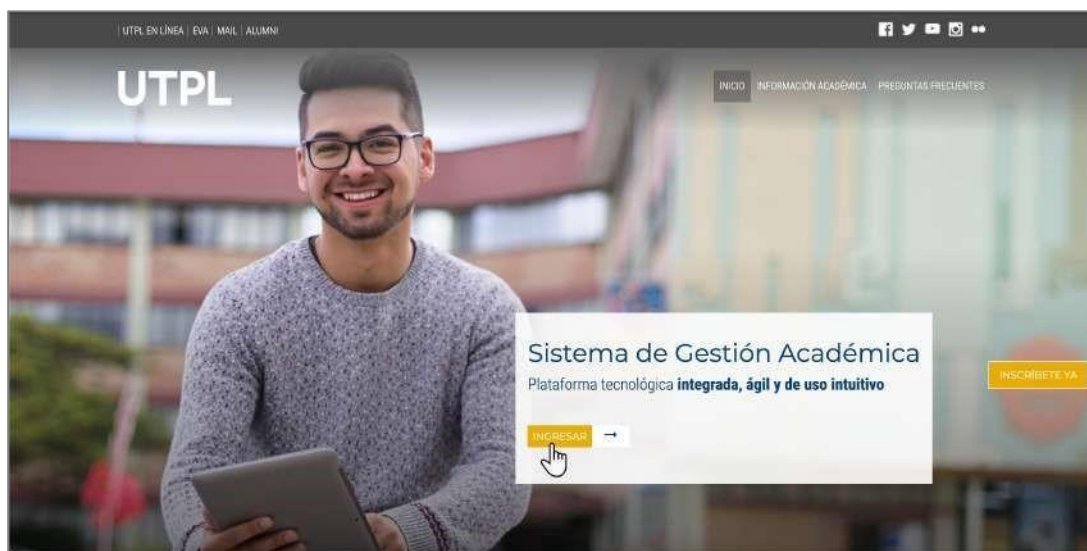 | UTPL EN LÍNEA | EVA | MAIL | ALUMNI
UTPL
INICIO INFORMACIÓN ACADÉMICA PREGUNTAS FRECUENTES
Sistema de Gestión Académica
Plataforma tecnológica integrada, ágil y de uso intuitivo
INSCRÍBETE YA
INGRESAR →